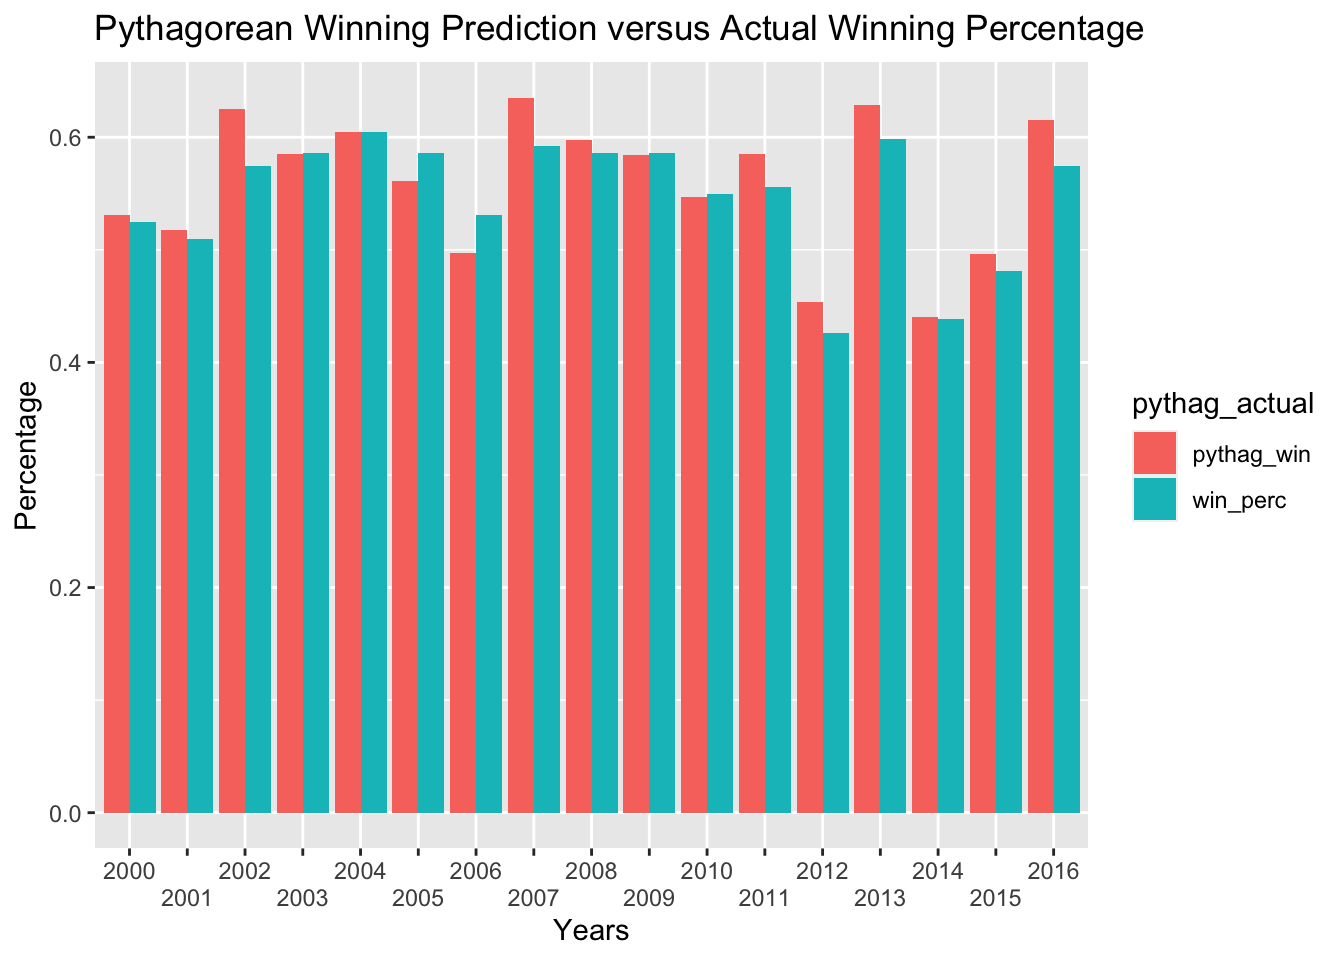 Pythagorean Winning Prediction versus Actual Winning Percentage
Percentage
0.6
0.4
0.2
0.0
2000 2002 2004 2006 2008 2010 2012 2014 2016
2001 2003 2005 2007 2009 2011 2013 2015
Years
pythag_actual
pythag_win
win_perc